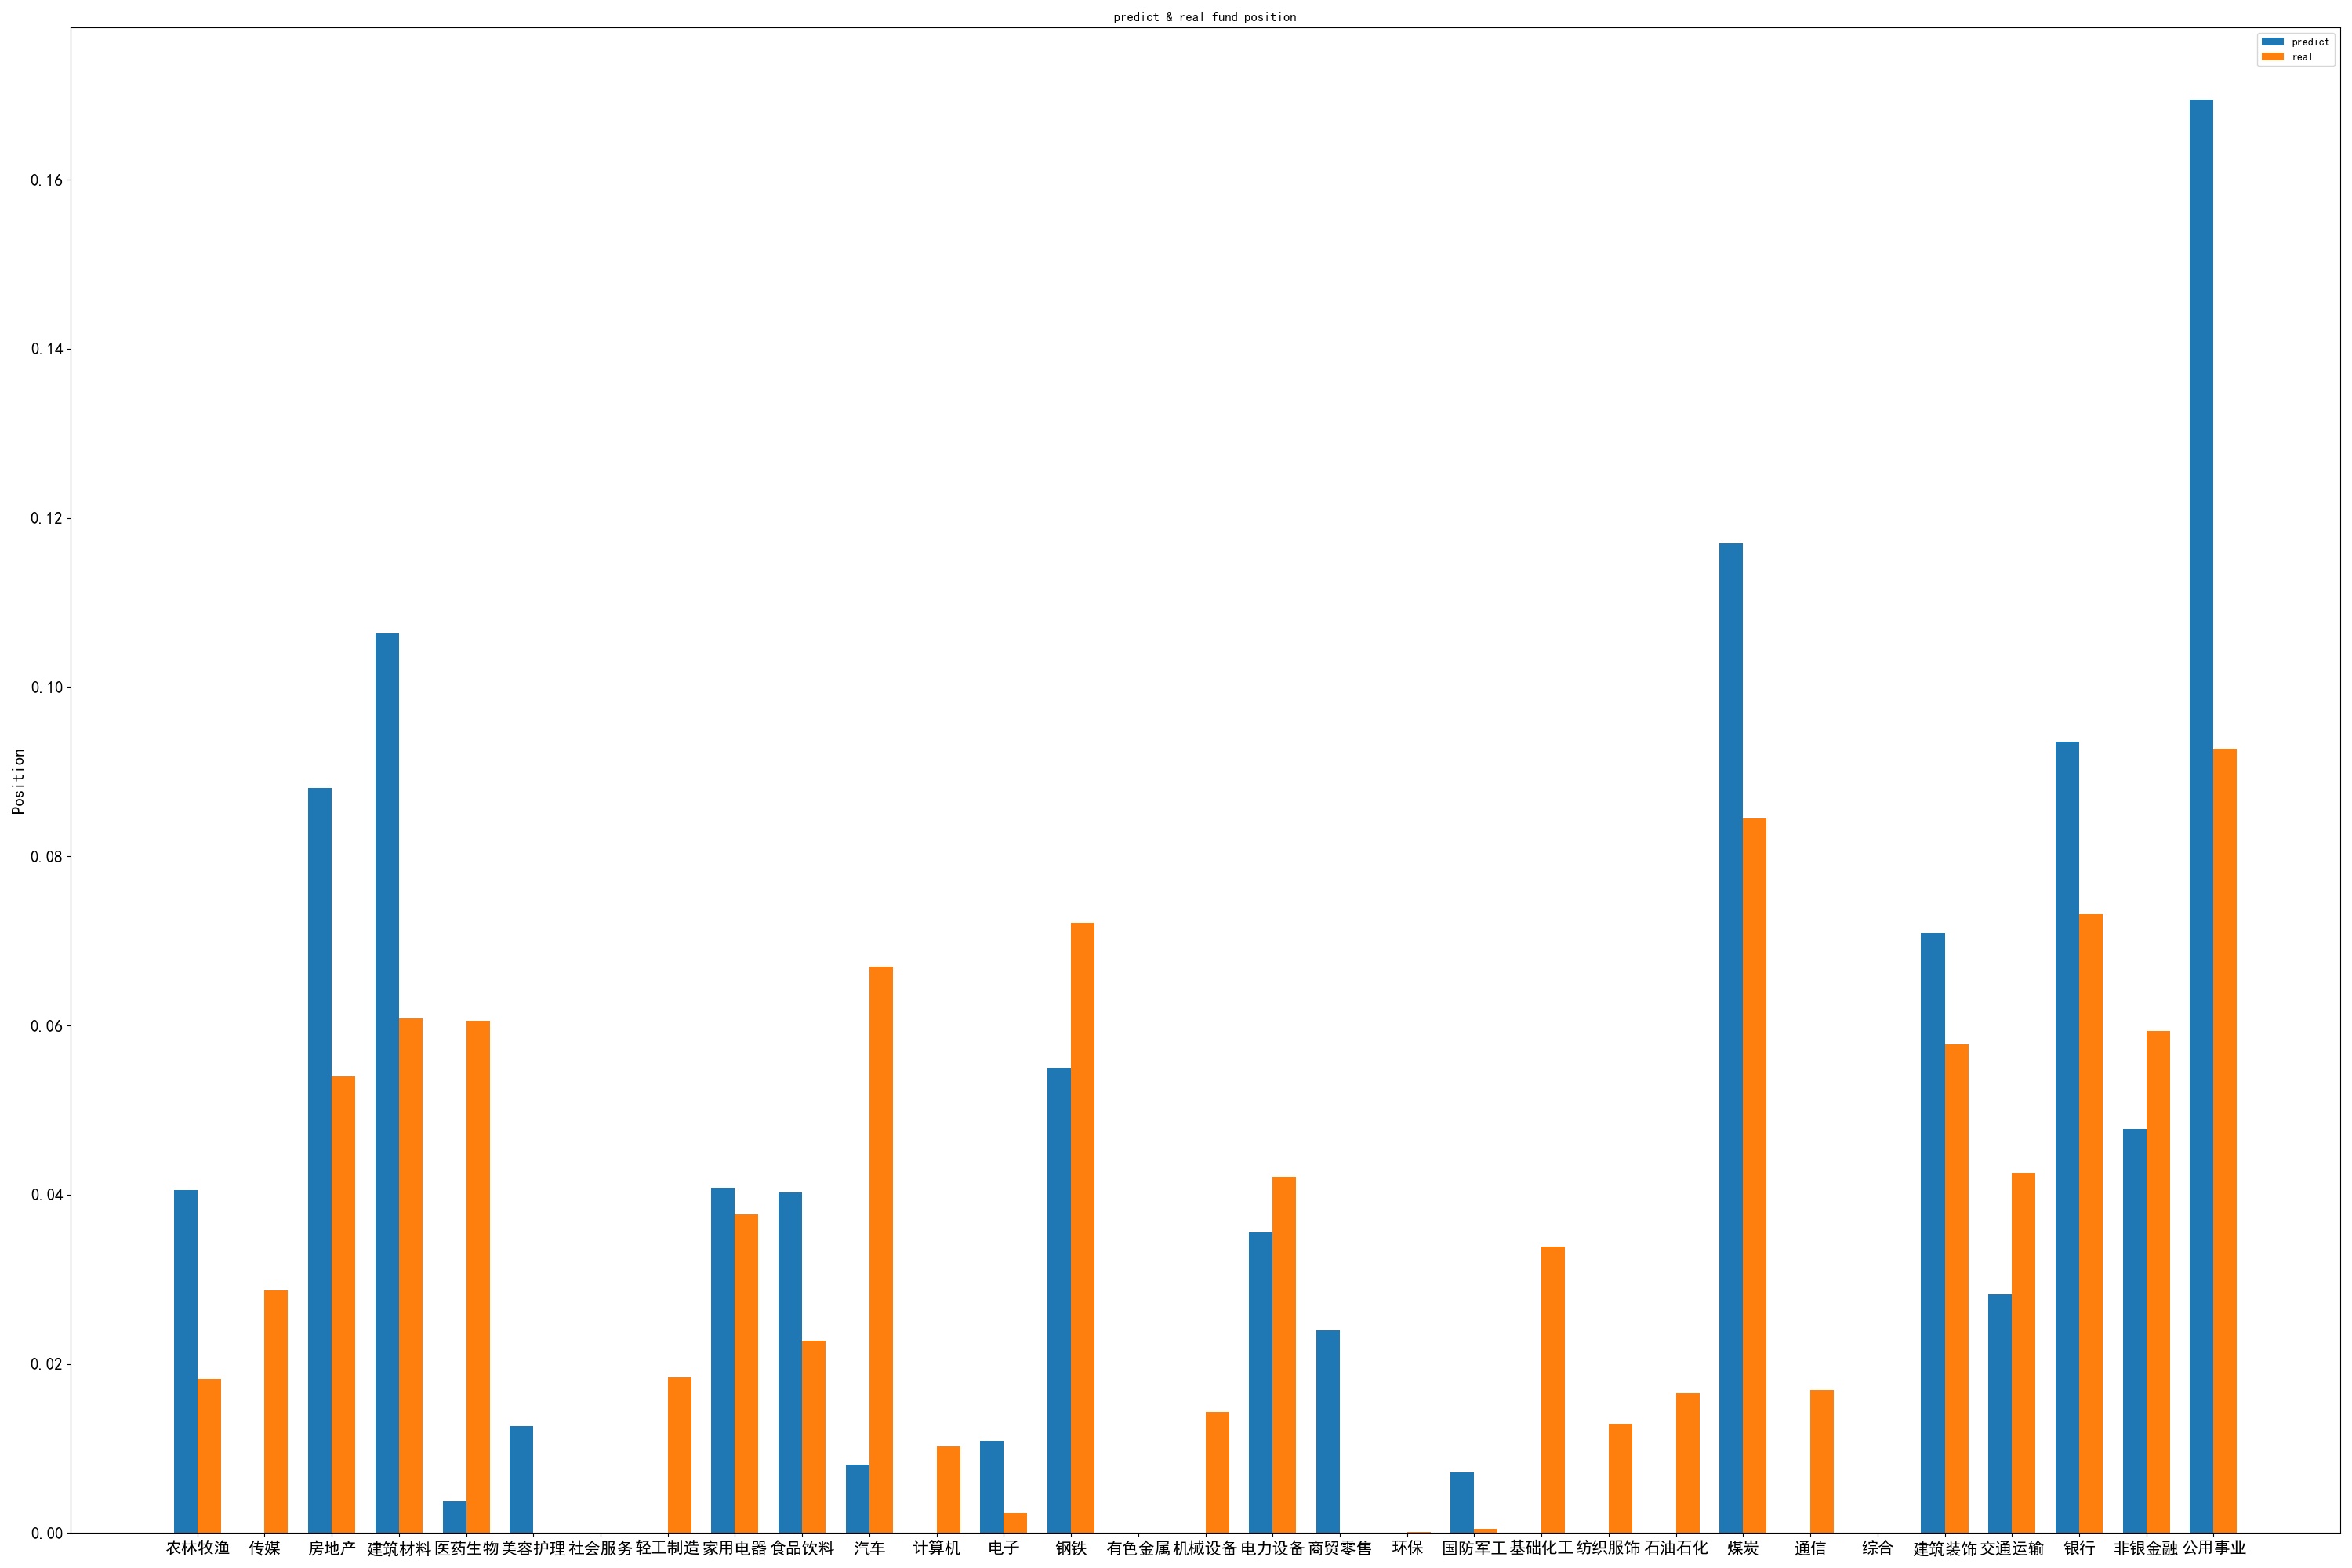 predict & real fund position
predict
real
Position
0.16
0.14
0.12
0.10
0.08
0.06
0.04
0.02
0.00
农林牧渔 传媒 房地产 建筑材料 医药生物 美容护理 社会服务 轻工制造 家用电器 食品饮料 汽车 计算机 电子 钢铁 有色金属 机械设备 电力设备 商贸零售 环保 国防军工 基础化工 纺织服饰 石油石化 煤炭 通信 综合 建筑装饰 交通运输 银行 非银金融 公用事业